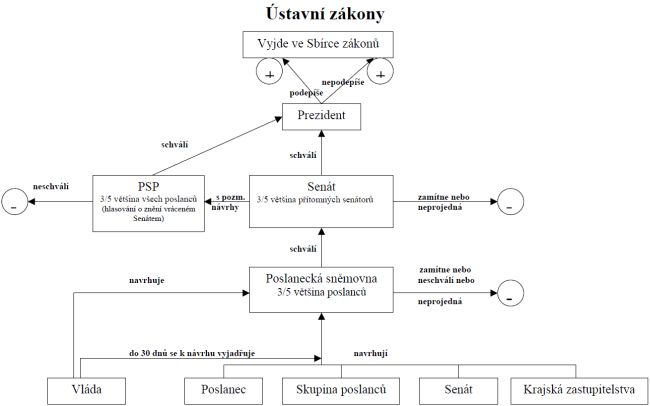 Ústavní zákony
Vyjde ve Sbírce zákonů
+
+
podepíše
nepodepíše
Prezident
schválí
schválí
neschválí
-
PSP
3/5 většina všech poslanců
(hlasování o znění vráceném
Senátem)
s pozm.
návrhy
Senát
3/5 většina přítomných senátorů
zamítne nebo
neprojedná
-
schválí
navrhuje
Poslanecká sněmovna
3/5 většina poslanců
zamítne nebo
neschválí nebo
neprojedná
-
do 30 dnů se k návrhu vyjadřuje
navrhují
Vláda
Poslanec
Skupina poslanců
Senát
Krajská zastupitelstva